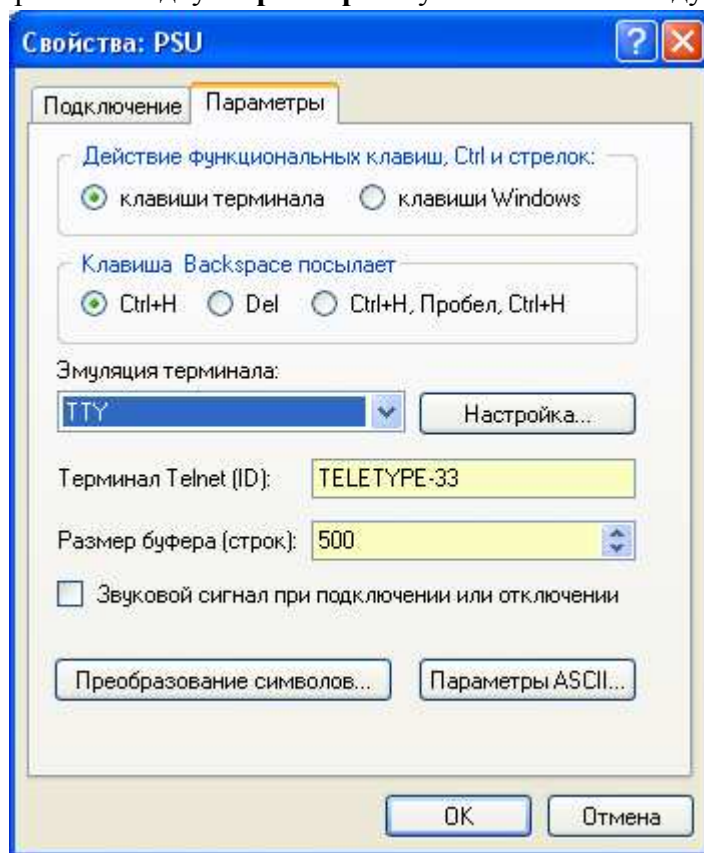 Свойства: PSU
Подключение Параметры
Действие функциональных клавиш, Ctrl и стрелок:
клавиши терминала клавиши Windows
Клавиша Backspace посылает
Ctrl+H Del Ctrl+H, Пробел, Ctrl+H
Эмуляция терминала:
TTY Настройка...
Терминал Telnet (ID): TELETYPE-33
Размер буфера (строк): 500
Звуковой сигнал при подключении или отключении
Преобразование символов... Параметры ASCII...
OK Отмена